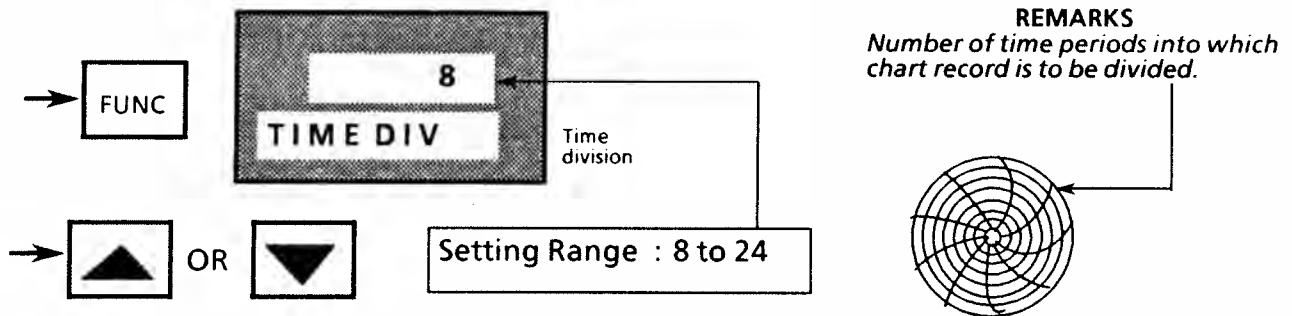 FUNC
8
TIME DIV
Time
division
OR
Setting Range : 8 to 24
REMARKS
Number of time periods into which
chart record is to be divided.